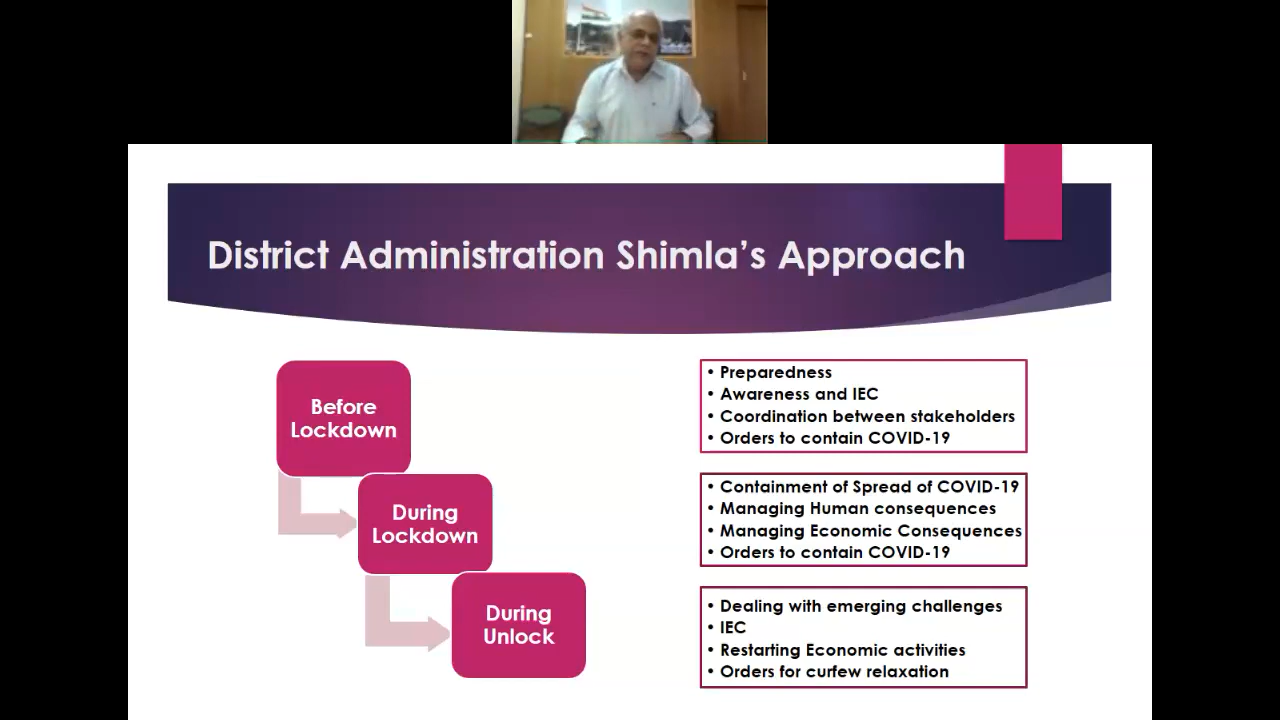 District Administration Shimla’s Approach
Before
Lockdown
• Preparedness
• Awareness and IEC
• Coordination between stakeholders
• Orders to contain COVID-19
During
Lockdown
• Containment of Spread of COVID-19
• Managing Human consequences
• Managing Economic Consequences
• Orders to contain COVID-19
During
Unlock
• Dealing with emerging challenges
• IEC
• Restarting Economic activities
• Orders for curfew relaxation